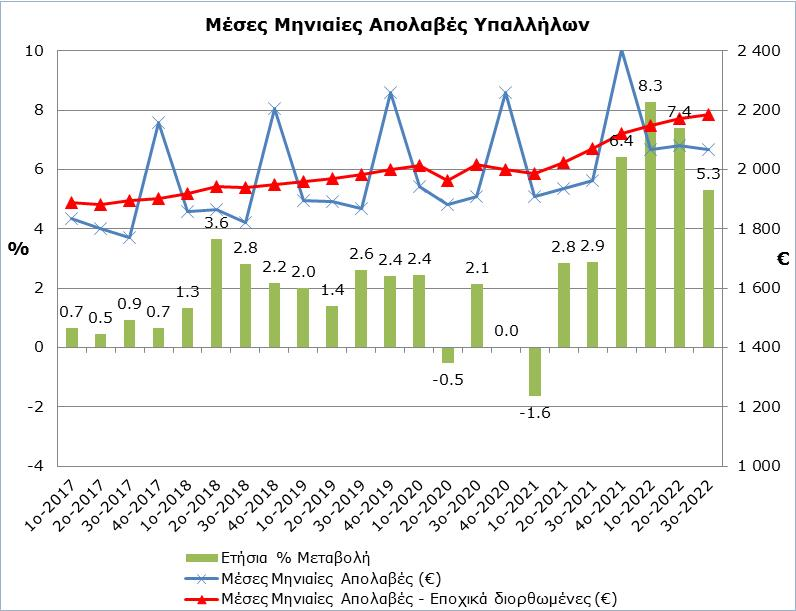 Μέσες Μηνιαίες Απολαβές Υπαλλήλων
10
8
6
4
2
0
-2
-4
%
2 400
2 200
2 000
1 800
1 600
1 400
1 200
1 000
€
0.7
0.5
0.9
0.7
1.3
3.6
2.8
2.2
2.0
1.4
2.6
2.4
2.4
-0.5
2.1
0.0
-1.6
2.8
2.9
6.4
8.3
7.4
5.3
1ο-2017
2ο-2017
3ο-2017
4ο-2017
1ο-2018
2ο-2018
3ο-2018
4ο-2018
1ο-2019
2ο-2019
3ο-2019
4ο-2019
1ο-2020
2ο-2020
3ο-2020
4ο-2020
1ο-2021
2ο-2021
3ο-2021
4ο-2021
1ο-2022
2ο-2022
3ο-2022
Ετήσια % Μεταβολή
Μέσες Μηνιαίες Απολαβές (€)
Μέσες Μηνιαίες Απολαβές - Εποχικά διορθωμένες (€)